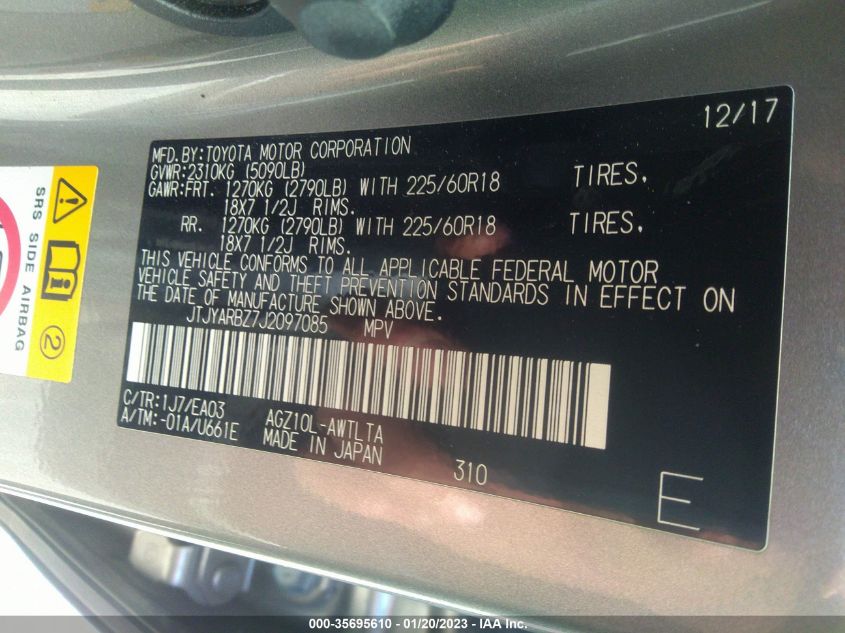 12/17
MFD.BY:TOYOTA MOTOR CORPORATION
GVWR:2310KG (5090LB)
GAWR:FRT. 1270KG (2790LB) WITH 225/60R18 TIRES,
18X7 1/2J RIMS.
RR. 1270KG (2790LB) WITH 225/60R18 TIRES,
18X7 1/2J RIMS.
THIS VEHICLE CONFORMS TO ALL APPLICABLE FEDERAL MOTOR
VEHICLE SAFETY AND THEFT PREVENTION STANDARDS IN EFFECT ON
THE DATE OF MANUFACTURE SHOWN ABOVE.
JTJYARBZ7J2097085 MPV
C/TR:1J7/EA03 AGZ10L-AWTLTA
A/TM:-01A/U661E MADE IN JAPAN
310
E
SRS SIDE AIRBAG
2
000-35695610 - 01/20/2023 - IAA Inc.